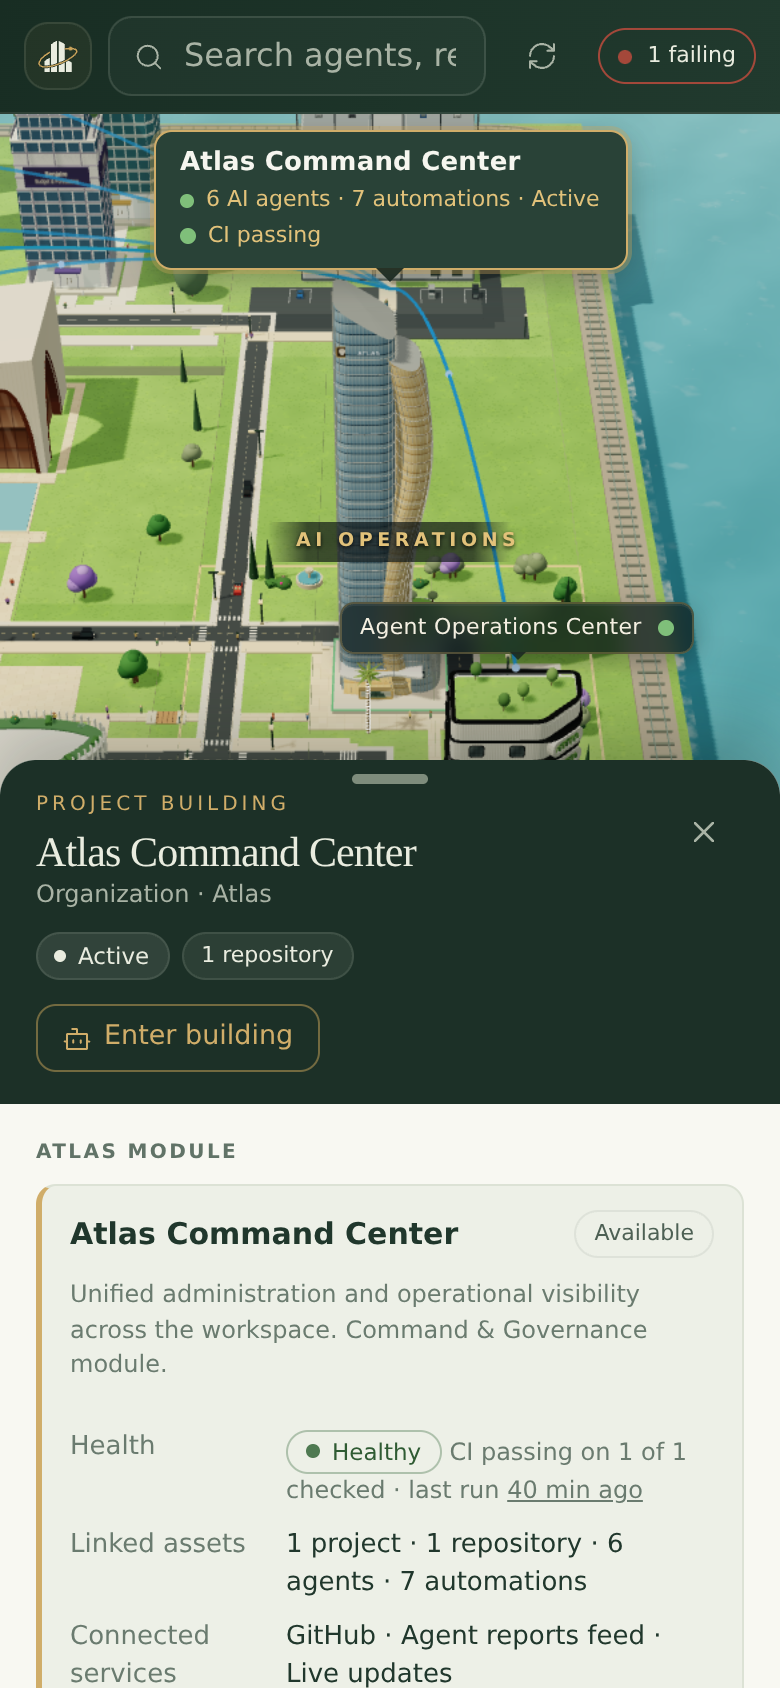 Search agents, re
1 failing
Atlas Command Center
6 AI agents · 7 automations · Active
CI passing
ATLAS
AI OPERATIONS
Agent Operations Center
PROJECT BUILDING
Atlas Command Center
Organization · Atlas
Active
1 repository
Enter building
ATLAS MODULE
Atlas Command Center
Available
Unified administration and operational visibility
across the workspace. Command & Governance
module.
Health
Healthy CI passing on 1 of 1
checked · last run 40 min ago
Linked assets
1 project · 1 repository · 6
agents · 7 automations
Connected
services
GitHub · Agent reports feed ·
Live updates